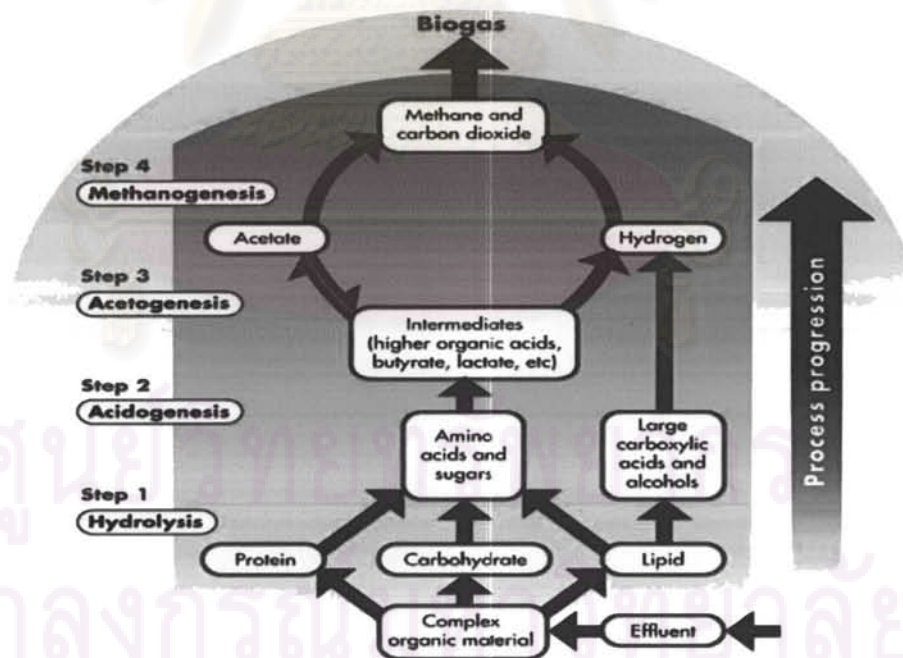 Biogas
Methane and
carbon dioxide
Step 4
Methanogenesis
Acetate
Hydrogen
Step 3
Acetogenesis
Intermediates
(higher organic acids,
butyrate, lactate, etc)
Step 2
Acidogenesis
Amino
acids and
sugars
Large
carboxylic
acids and
alcohols
Process progression
Step 1
Hydrolysis
Protein
Carbohydrate
Lipid
Complex
organic material
Effluent